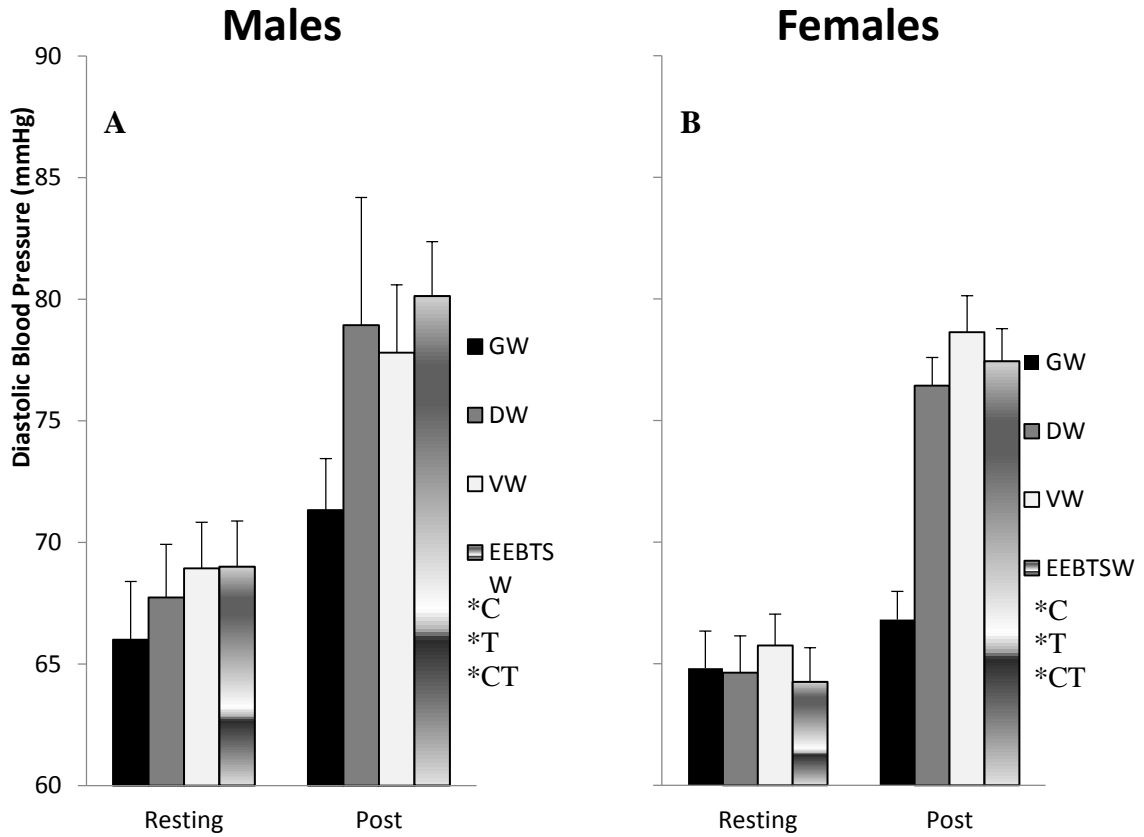 Males
Females
Diastolic Blood Pressure (mmHg)
90
85
80
75
70
65
60
A
GW
DW
VW
EEBTS
W
*C
*T
*CT
Resting
Post
B
GW
DW
VW
EEBTSW
*C
*T
*CT
Resting
Post